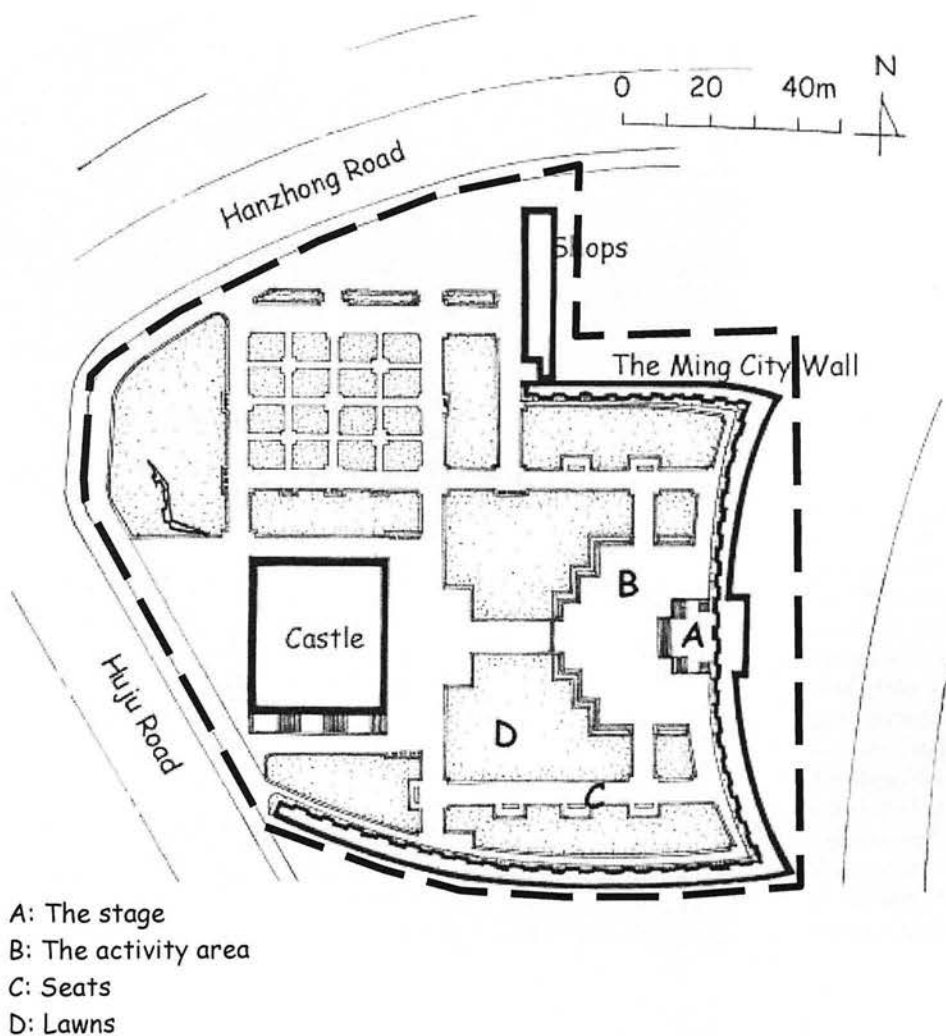 0 20 40m
N
Hanzhong Road
Shops
The Ming City Wall
B
A
Castle
Huju Road
D
C
A: The stage
B: The activity area
C: Seats
D: Lawns